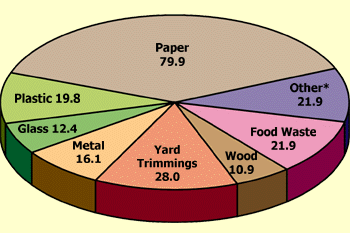 Paper
79.9
Other*
21.9
Food Waste
21.9
Wood
10.9
Yard
Trimmings
28.0
Metal
16.1
Glass 12.4
Plastic 19.8